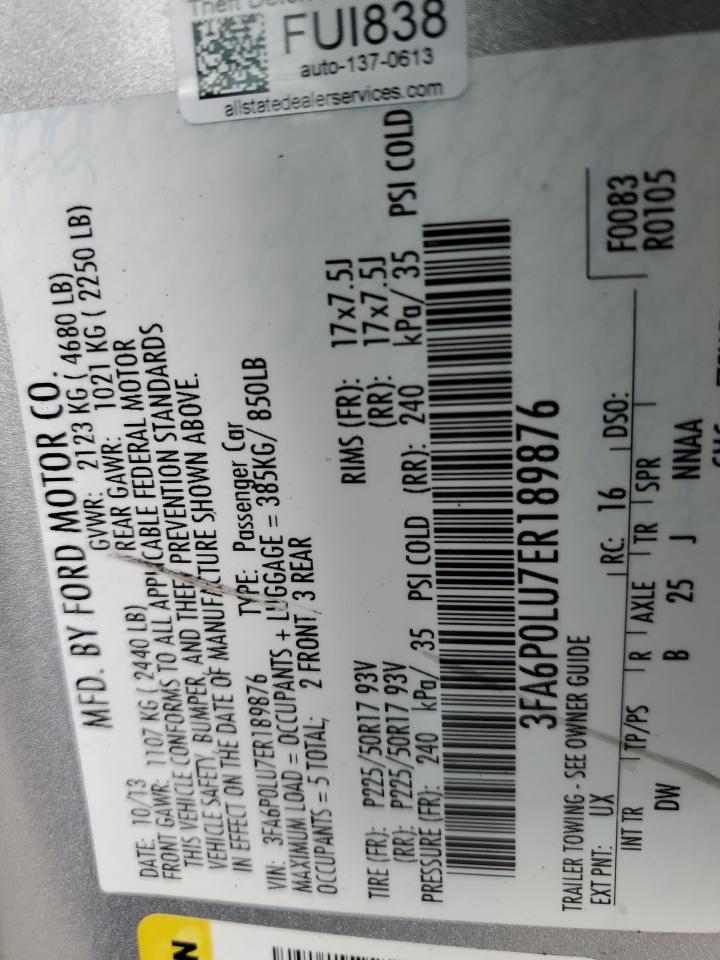 FUI838
auto-137-0613
allstatedealerservices.com
MFD. BY FORD MOTOR CO.
DATE: 10/13 GVWR: 2123 KG ( 4680 LB)
FRONT GAWR: 1107 KG ( 2440 LB) REAR GAWR: 1021 KG ( 2250 LB)
THIS VEHICLE CONFORMS TO ALL APPLICABLE FEDERAL MOTOR
VEHICLE SAFETY, BUMPER, AND THEFT PREVENTION STANDARDS
IN EFFECT ON THE DATE OF MANUFACTURE SHOWN ABOVE.
VIN: 3FA6P0LU7ER189876 TYPE: Passenger Car
MAXIMUM LOAD = OCCUPANTS + LUGGAGE = 385KG/ 850LB
OCCUPANTS = 5 TOTAL; 2 FRONT, 3 REAR
TIRE (FR): P225/50R17 93V RIMS (FR): 17x7.5J
(RR): P225/50R17 93V (RR): 17x7.5J
PRESSURE (FR): 240 kPa/ 35 PSI COLD (RR): 240 kPa/ 35 PSI COLD
3FA6P0LU7ER189876
TRAILER TOWING - SEE OWNER GUIDE
F0083
R0105
EXT PNT: UX RC: 16 DSO:
INT TR TP/PS R AXLE TR SPR
DW B 25 J NNAA